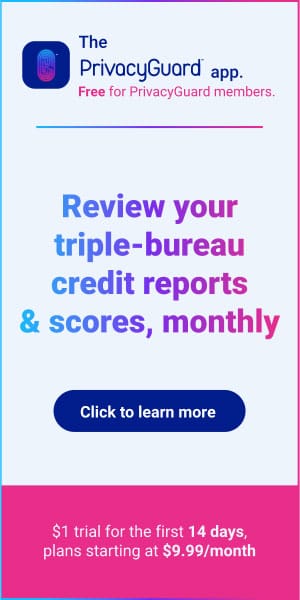 The
PrivacyGuard™ app.
Free for PrivacyGuard members.
Review your
triple-bureau
credit reports
& scores, monthly
Click to learn more
$1 trial for the first 14 days,
plans starting at $9.99/month